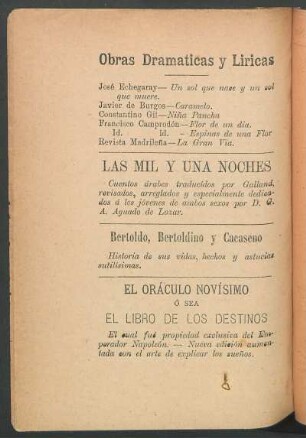 Obras Dramaticas y Liricas
José Echegaray— Un sol que nase y un sol
que muere.
Javier de Burgos—Caramelo.
Constantino Gil—Niña Pancha
Francisco Camprodón—Flor de un dia.
Id. Id. - Espinas de una Flor
Revista Madrileña—La Gran Via.
LAS MIL Y UNA NOCHES
Cuentos árabes traducidos por Galland,
revisados, arreglados y especialmente dedica-
dos á los jóvenes de ambos sexos por D. C.
A. Aguado de Lozar.
Bertoldo, Bertoldino y Cacaseno
Historia de sus vidas, hechos y astucias
sutilísimas.
EL ORÁCULO NOVÍSIMO
Ó SEA
EL LIBRO DE LOS DESTINOS
El cual fué propiedad exclusiva del Em-
perador Napoleón. — Nueva edición aumen-
tada con el arte de explicar los sueños.